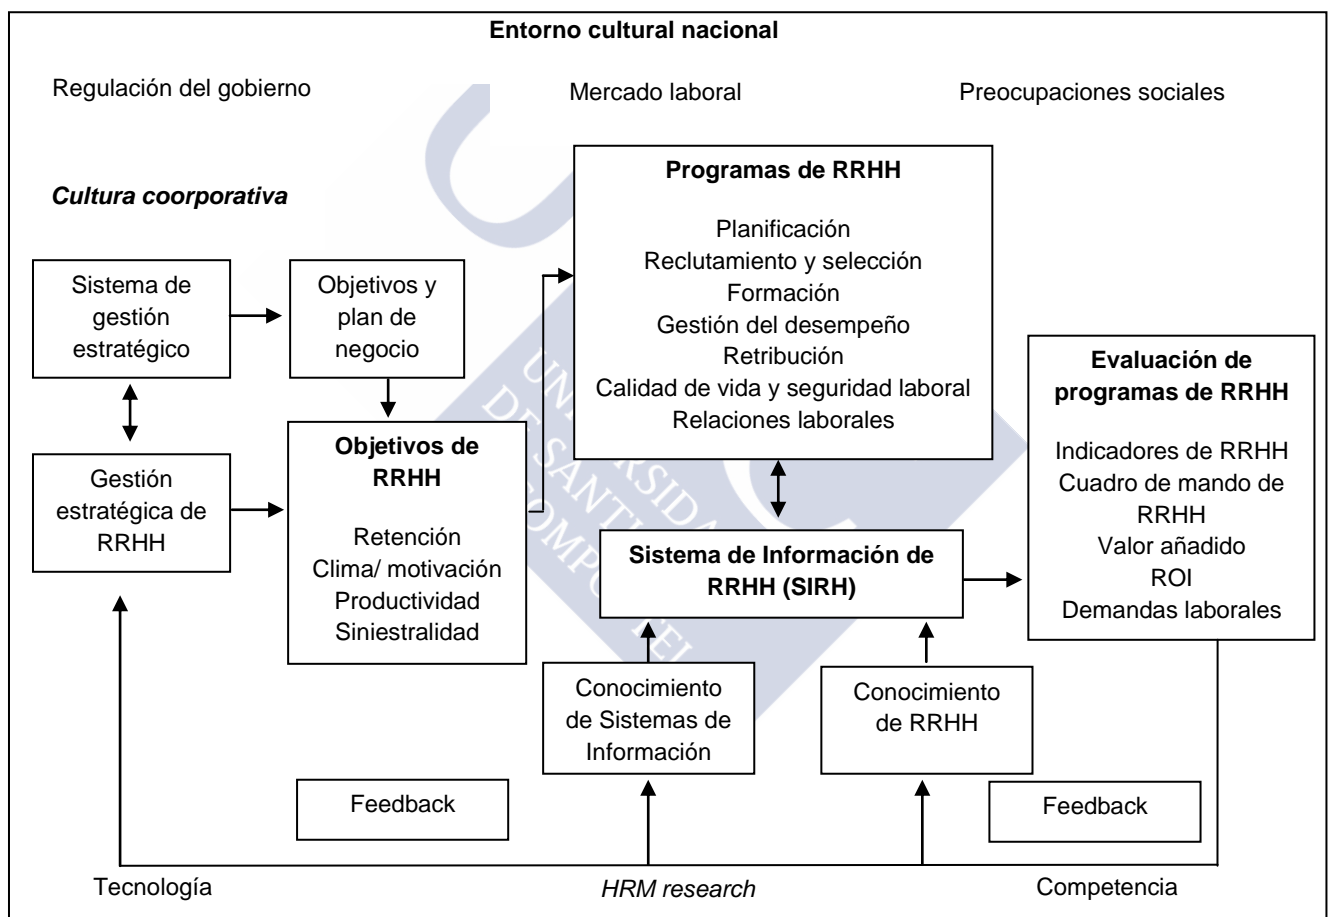 Entorno cultural nacional
Regulación del gobierno
Mercado laboral
Preocupaciones sociales
Cultura coorporativa
Sistema de
gestión
estratégico
Objetivos y
plan de
negocio
Gestión
estratégica de
RRHH
Objetivos de
RRHH
Retención
Clima/ motivación
Productividad
Siniestralidad
Programas de RRHH
Planificación
Reclutamiento y selección
Formación
Gestión del desempeño
Retribución
Calidad de vida y seguridad laboral
Relaciones laborales
Sistema de Información de
RRHH (SIRH)
Evaluación de
programas de RRHH
Indicadores de RRHH
Cuadro de mando de
RRHH
Valor añadido
ROI
Demandas laborales
Conocimiento
de Sistemas de
Información
Conocimiento
de RRHH
Feedback
Feedback
Tecnología
HRM research
Competencia